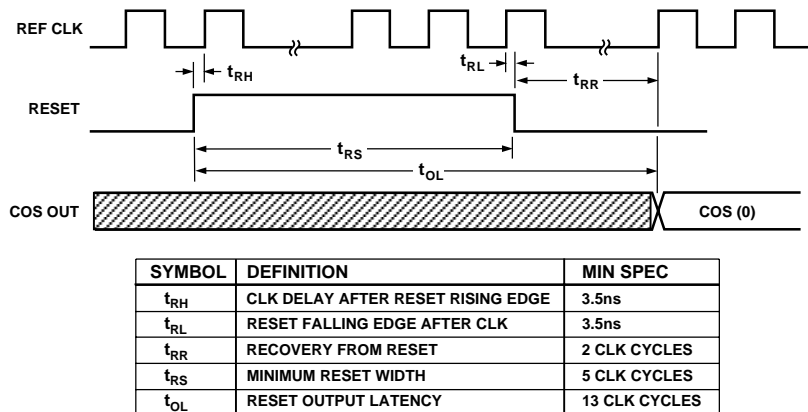 REF CLK
tRH
tRL
tRR
RESET
tRS
tOL
COS OUT
COS (0)
SYMBOL DEFINITION MIN SPEC
tRH CLK DELAY AFTER RESET RISING EDGE 3.5ns
tRL RESET FALLING EDGE AFTER CLK 3.5ns
tRR RECOVERY FROM RESET 2 CLK CYCLES
tRS MINIMUM RESET WIDTH 5 CLK CYCLES
tOL RESET OUTPUT LATENCY 13 CLK CYCLES